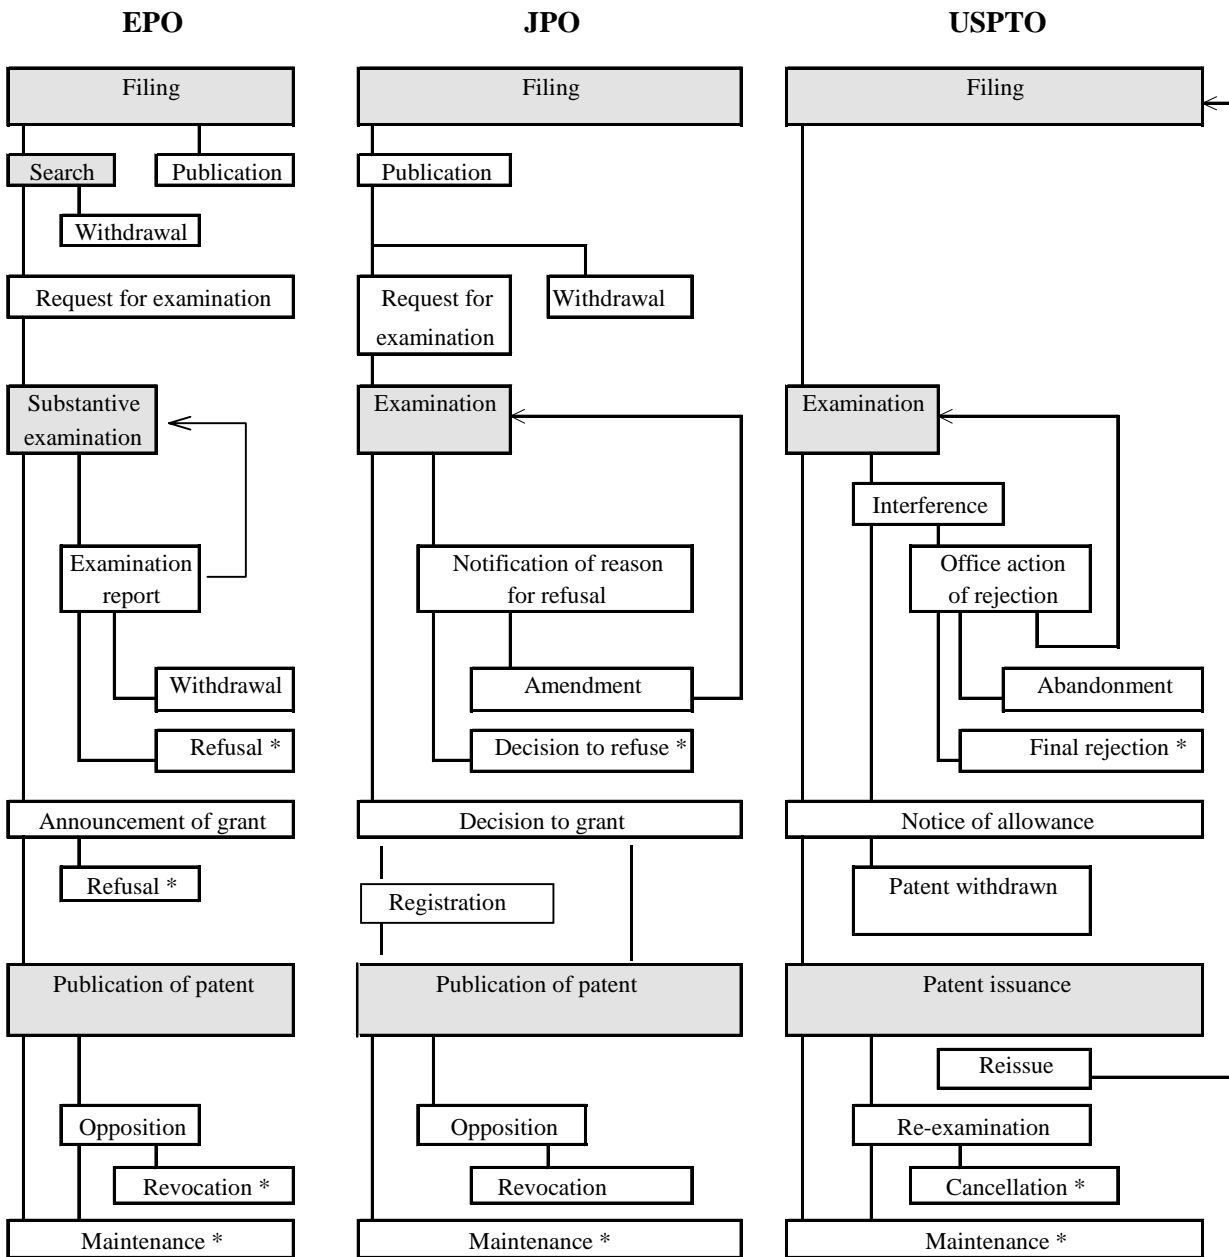 EPO
Filing
Search
Publication
Withdrawal
Request for examination
Substantive
examination
Examination
report
Withdrawal
Refusal *
Announcement of grant
Refusal *
Publication of patent
Opposition
Revocation *
Maintenance *
JPO
Filing
Publication
Request for
examination
Withdrawal
Examination
Notification of reason
for refusal
Amendment
Decision to refuse *
Decision to grant
Registration
Publication of patent
Opposition
Revocation
Maintenance *
USPTO
Filing
Examination
Interference
Office action
of rejection
Abandonment
Final rejection *
Notice of allowance
Patent withdrawn
Patent issuance
Reissue
Re-examination
Cancellation *
Maintenance *